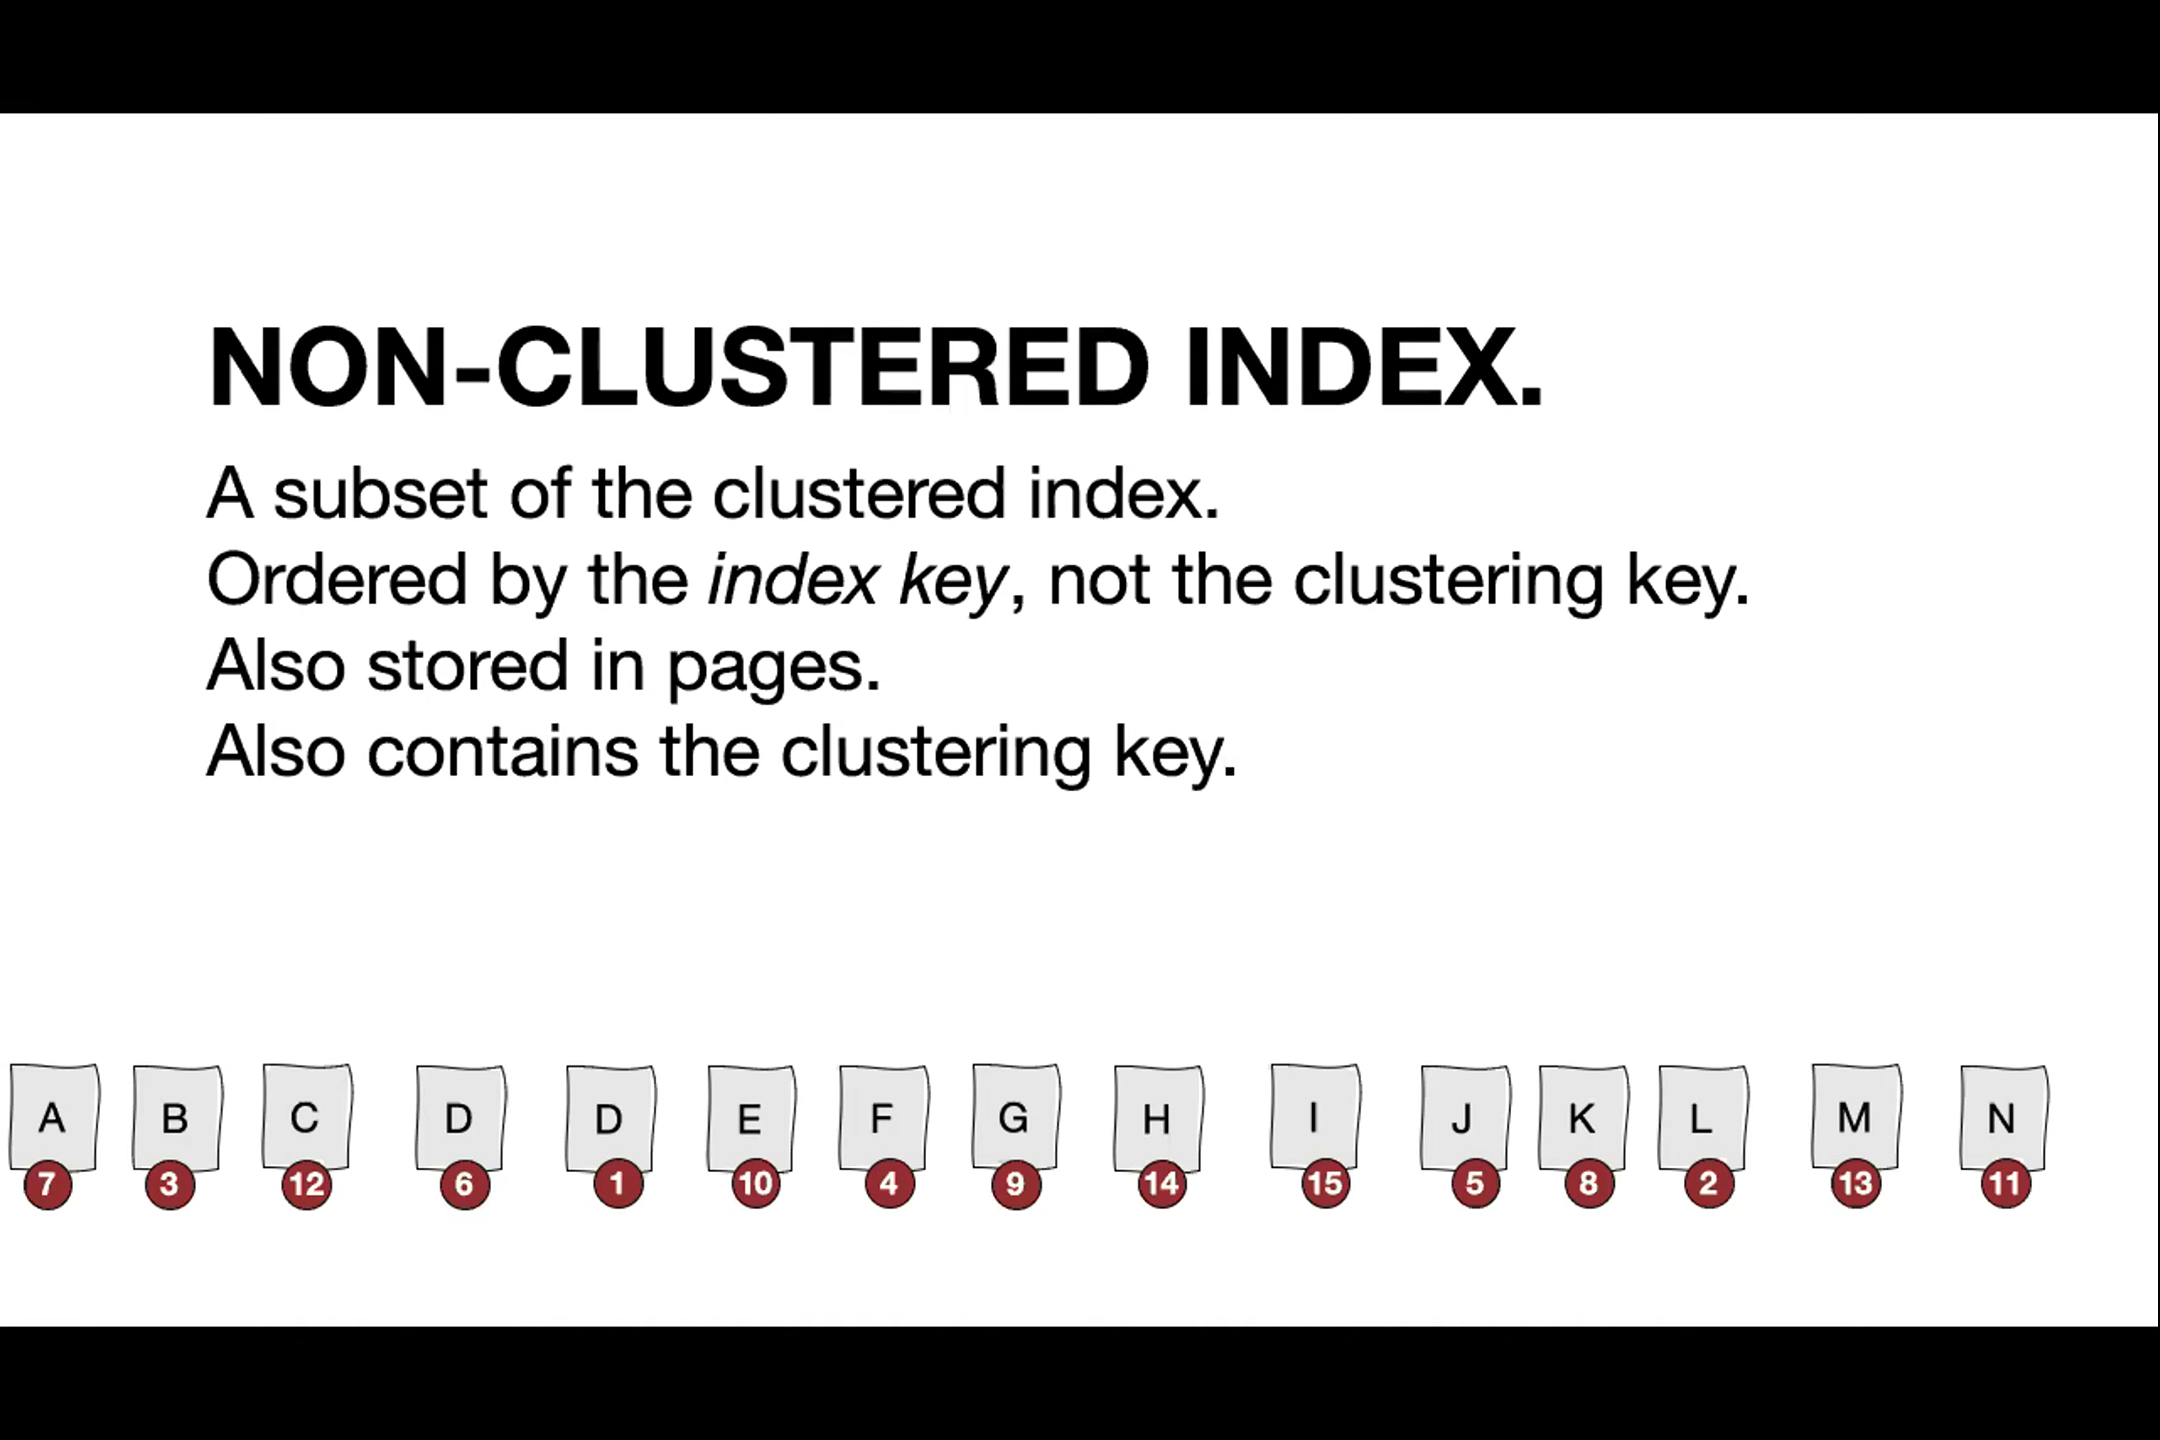 NON-CLUSTERED INDEX.
A subset of the clustered index.
Ordered by the index key, not the clustering key.
Also stored in pages.
Also contains the clustering key.
A B C D D E F G H I J K L M N
7 3 12 6 1 10 4 9 14 15 5 8 2 13 11